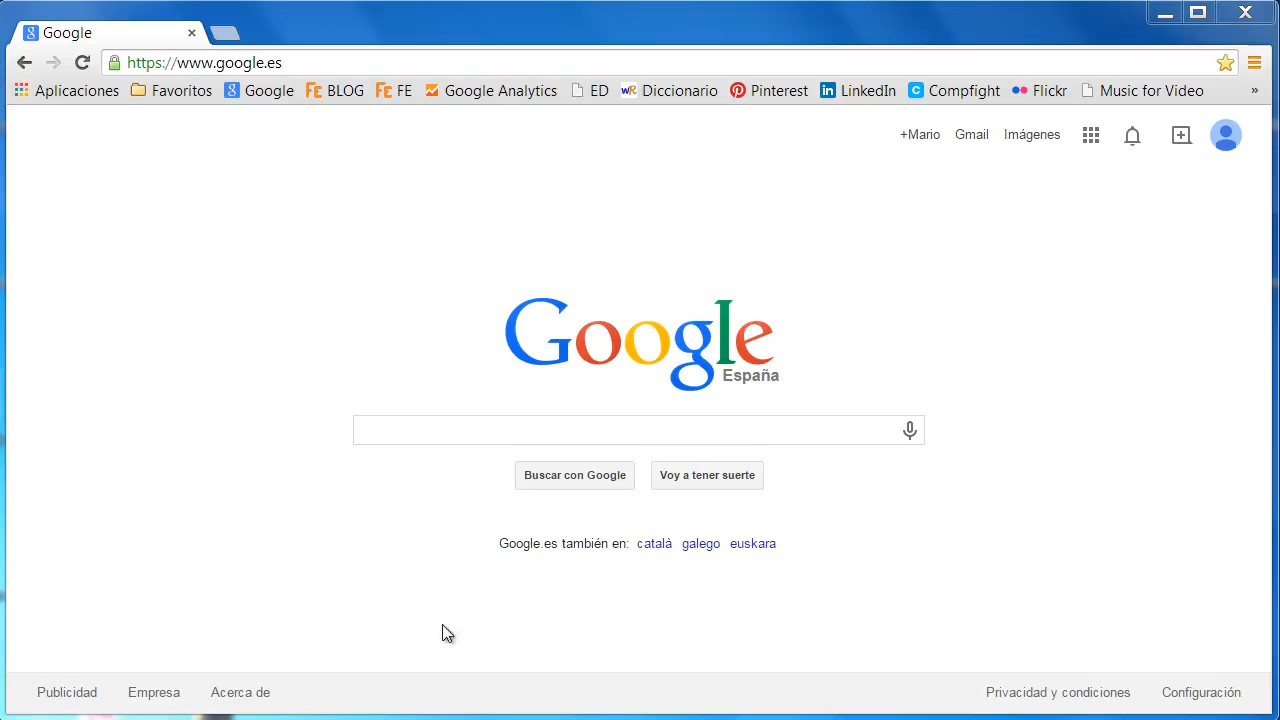 Google
https://www.google.es
Aplicaciones Favoritos Google BLOG FE Google Analytics ED Diccionario Pinterest LinkedIn Compfight Flickr Music for Video »
+Mario Gmail Imágenes
Google
España
Buscar con Google Voy a tener suerte
Google.es también en: català galego euskara
Publicidad Empresa Acerca de Privacidad y condiciones Configuración